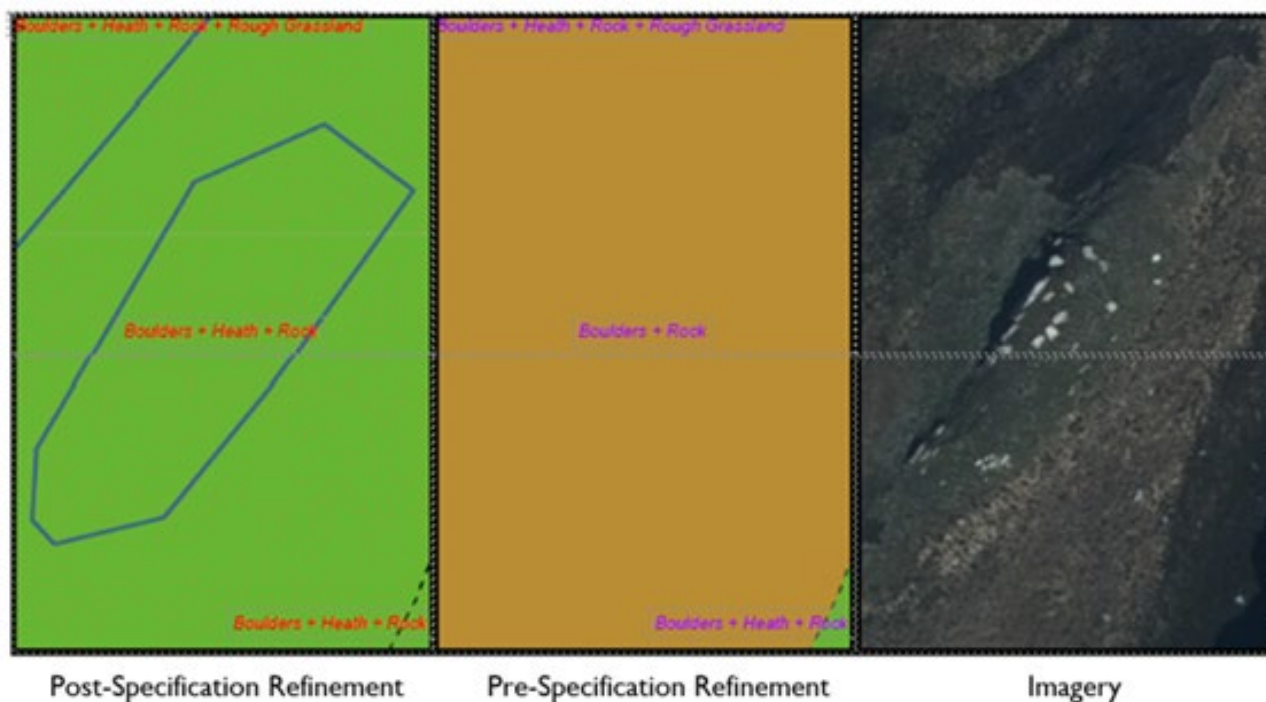 Boulders + Heath + Rock + Rough Grassland
Boulders + Heath + Rock + Rough Grassland
Boulders + Heath + Rock
Boulders + Rock
Boulders + Heath + Rock
Boulders + Heath + Rock
Post-Specification Refinement
Pre-Specification Refinement
Imagery